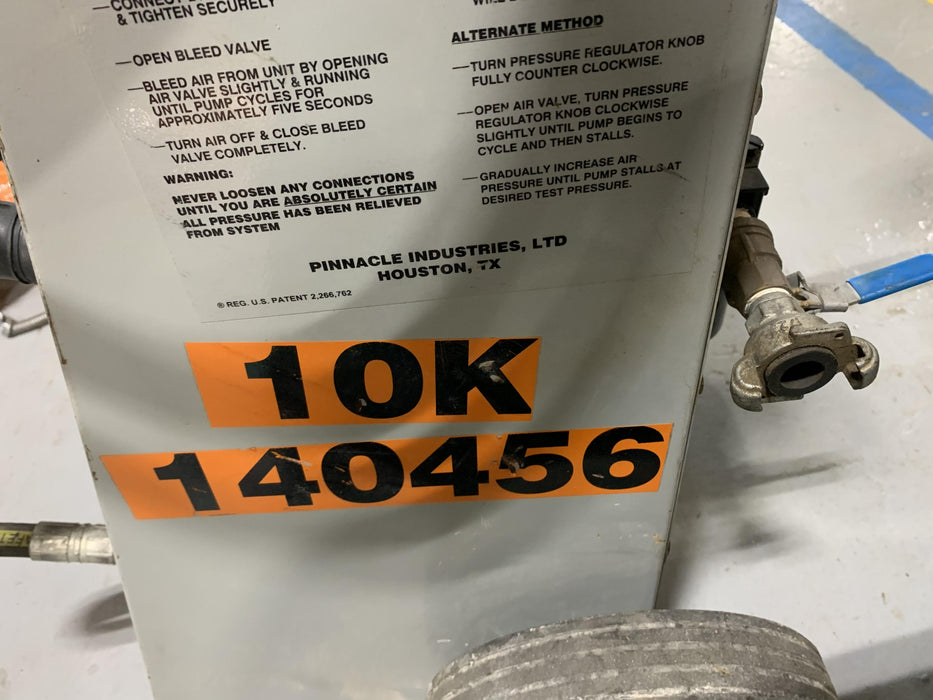 & TIGHTEN SECURELY
—OPEN BLEED VALVE
—BLEED AIR FROM UNIT BY OPENING
AIR VALVE SLIGHTLY & RUNNING
UNTIL PUMP CYCLES FOR
APPROXIMATELY FIVE SECONDS
—TURN AIR OFF & CLOSE BLEED
VALVE COMPLETELY.
WARNING:
NEVER LOOSEN ANY CONNECTIONS
UNTIL YOU ARE ABSOLUTELY CERTAIN
ALL PRESSURE HAS BEEN RELIEVED
FROM SYSTEM
ALTERNATE METHOD
—TURN PRESSURE REGULATOR KNOB
FULLY COUNTER CLOCKWISE.
—OPEN AIR VALVE, TURN PRESSURE
REGULATOR KNOB CLOCKWISE
SLIGHTLY UNTIL PUMP BEGINS TO
CYCLE AND THEN STALLS.
—GRADUALLY INCREASE AIR
PRESSURE UNTIL PUMP STALLS AT
DESIRED TEST PRESSURE.
PINNACLE INDUSTRIES, LTD
HOUSTON, TX
® REG. U.S. PATENT 2,266,762
10K
140456